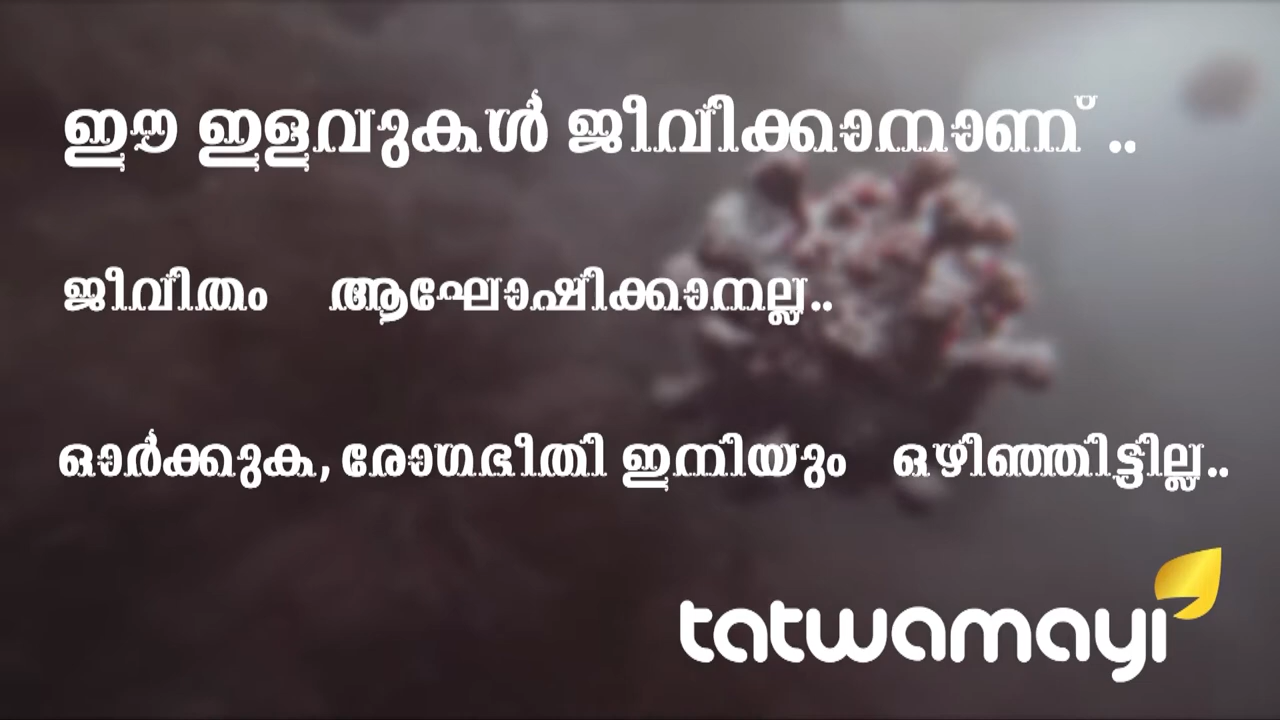 ഈ ഇളവുകൾ ജീവിക്കാനാണ് ..
ജീവിതം ആഘോഷിക്കാനല്ല..
ഓർക്കുക, രോഗഭീതി ഇനിയും ഒഴിഞ്ഞിട്ടില്ല..
tatwamayi